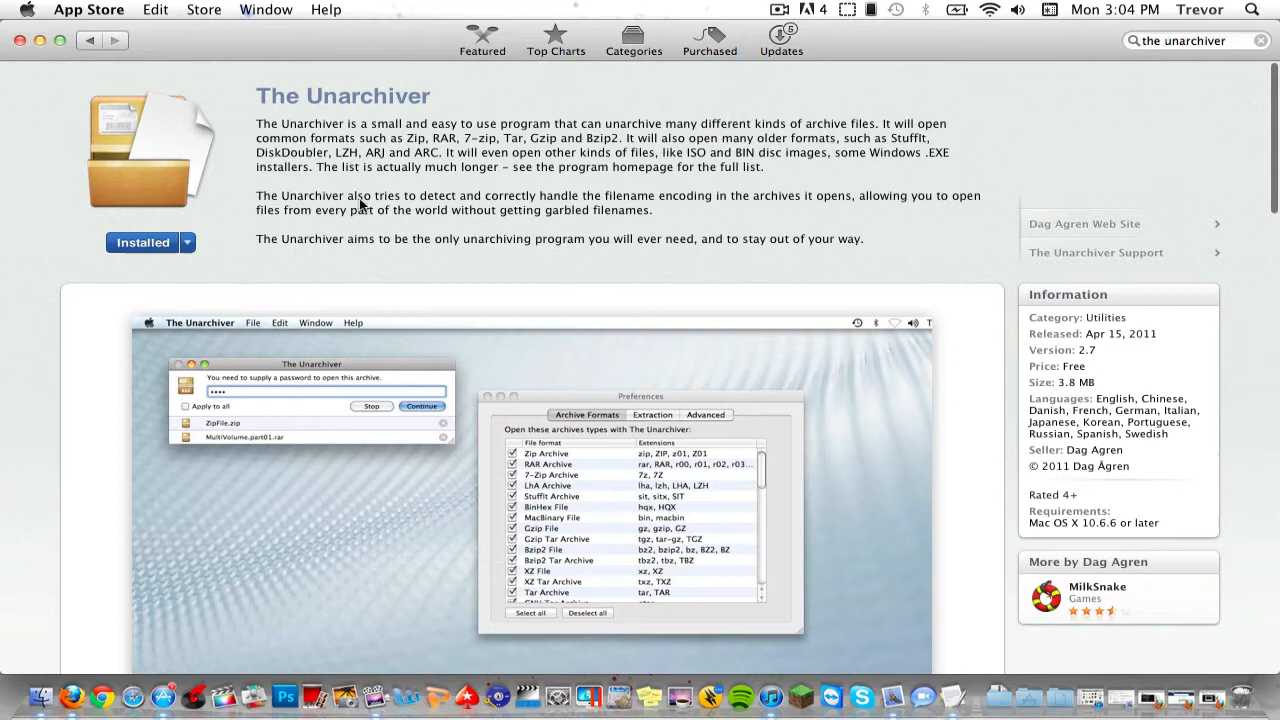 App Store Edit Store Window Help 4 Mon 3:04 PM Trevor
Featured Top Charts Categories Purchased Updates 5
the unarchiver
The Unarchiver
The Unarchiver is a small and easy to use program that can unarchive many different kinds of archive files. It will open
common formats such as Zip, RAR, 7-zip, Tar, Gzip and Bzip2. It will also open many older formats, such as StuffIt,
DiskDoubler, LZH, ARJ and ARC. It will even open other kinds of files, like ISO and BIN disc images, some Windows .EXE
installers. The list is actually much longer - see the program homepage for the full list.
The Unarchiver also tries to detect and correctly handle the filename encoding in the archives it opens, allowing you to open
files from every part of the world without getting garbled filenames.
The Unarchiver aims to be the only unarchiving program you will ever need, and to stay out of your way.
Installed
Dag Agren Web Site
The Unarchiver Support
The Unarchiver File Edit Window Help T
The Unarchiver
You need to supply a password to open this archive.
••••
Apply to all Stop Continue
ZipFile.zip
MultiVolume.part01.rar
Preferences
Archive Formats Extraction Advanced
Open these archives types with The Unarchiver:
File format Extensions
Zip Archive zip, ZIP, z01, Z01
RAR Archive rar, RAR, r00, r01, r02, r03...
7-Zip Archive 7z, 7Z
LhA Archive lha, lzh, LHA, LZH
StuffIt Archive sit, sitx, SIT
BinHex File hqx, HQX
MacBinary File bin, macbin
Gzip File gz, gzip, GZ
Gzip Tar Archive tgz, tar-gz, TGZ
Bzip2 File bz2, bzip2, bz, BZ2, BZ
Bzip2 Tar Archive tbz2, tbz, TBZ
XZ File xz, XZ
XZ Tar Archive txz, TXZ
Tar Archive tar, TAR
Select all Deselect all
Information
Category: Utilities
Released: Apr 15, 2011
Version: 2.7
Price: Free
Size: 3.8 MB
Languages: English, Chinese,
Danish, French, German, Italian,
Japanese, Korean, Portuguese,
Russian, Spanish, Swedish
Seller: Dag Agren
© 2011 Dag Ågren
Rated 4+
Requirements:
Mac OS X 10.6.6 or later
More by Dag Agren
MilkSnake
Games